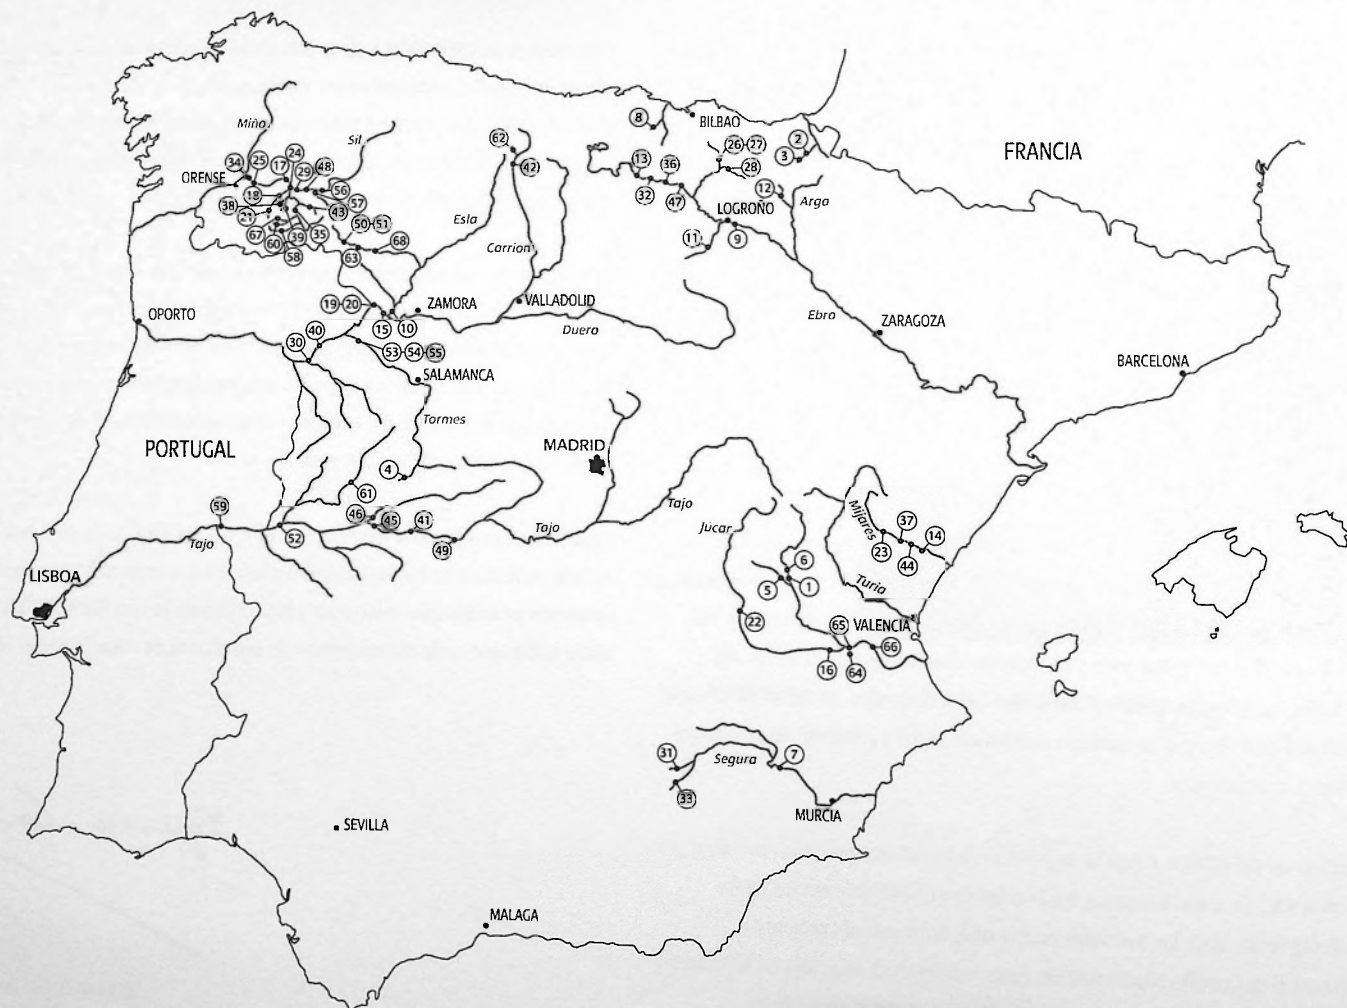 8
BILBAO
2
3
FRANCIA
26 27
28
62
42
Miño
Sil
24
34 25 17 29 48
ORENSE
56
18
57
38
43
21
50 51
67
60 39 35
68
58
63
13
36
32
47
12
Arga
LOGROÑO
11
9
Esla
Carrion
19 20
ZAMORA
VALLADOLID
15 10
Duero
Ebro
ZARAGOZA
OPORTO
40
30
53 54 55
SALAMANCA
BARCELONA
Tormes
PORTUGAL
MADRID
4
61
59
46 45 41
Tajo
52
49
Tajo
Tajo
Jucar
Mijares
37
14
23 44
6
5 1
Turia
LISBOA
22
65 VALENCIA
66
16 64
31
Segura
7
33
MURCIA
SEVILLA
MALAGA